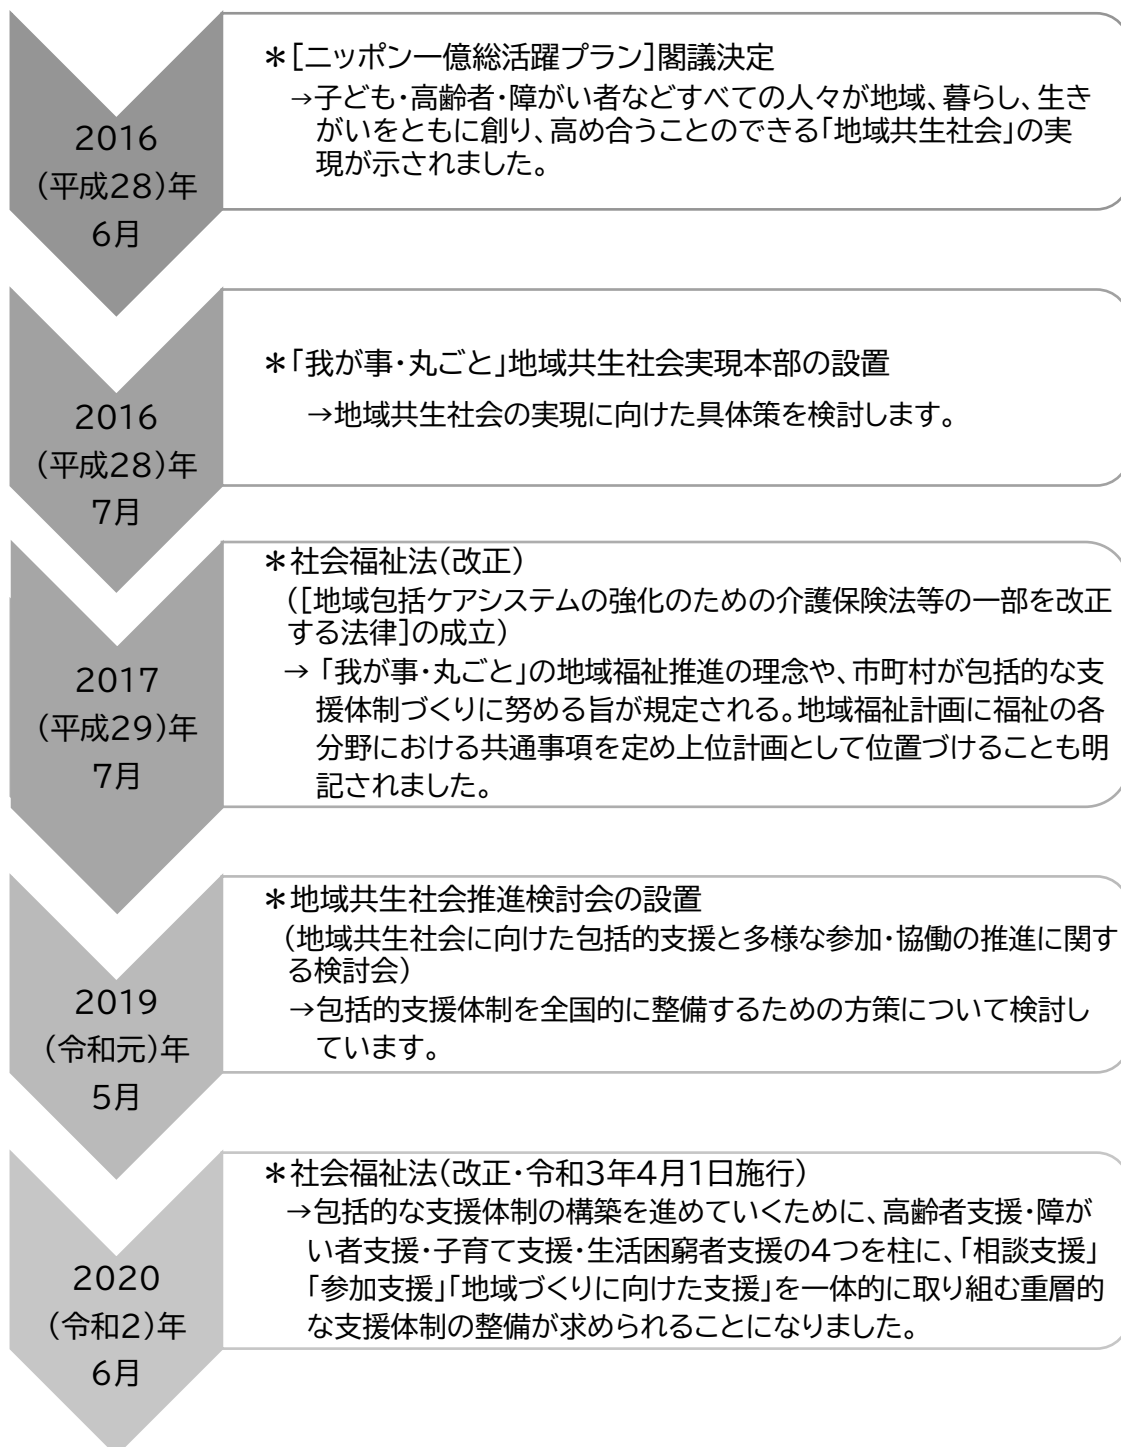 2016
(平成28)年
6月
＊[ニッポン一億総活躍プラン]閣議決定
→子ども・高齢者・障がい者などすべての人々が地域、暮らし、生き
がいをともに創り、高め合うことのできる「地域共生社会」の実
現が示されました。
2016
(平成28)年
7月
＊「我が事・丸ごと」地域共生社会実現本部の設置
→地域共生社会の実現に向けた具体策を検討します。
2017
(平成29)年
7月
＊社会福祉法(改正)
([地域包括ケアシステムの強化のための介護保険法等の一部を改正
する法律]の成立)
→「我が事・丸ごと」の地域福祉推進の理念や、市町村が包括的な支
援体制づくりに努める旨が規定される。地域福祉計画に福祉の各
分野における共通事項を定め上位計画として位置づけることも明
記されました。
2019
(令和元)年
5月
＊地域共生社会推進検討会の設置
(地域共生社会に向けた包括的支援と多様な参加・協働の推進に関す
る検討会)
→包括的支援体制を全国的に整備するための方策について検討し
ています。
2020
(令和2)年
6月
＊社会福祉法(改正・令和3年4月1日施行)
→包括的な支援体制の構築を進めていくために、高齢者支援・障が
い者支援・子育て支援・生活困窮者支援の4つを柱に、「相談支援」
「参加支援」「地域づくりに向けた支援」を一体的に取り組む重層的
な支援体制の整備が求められることになりました。